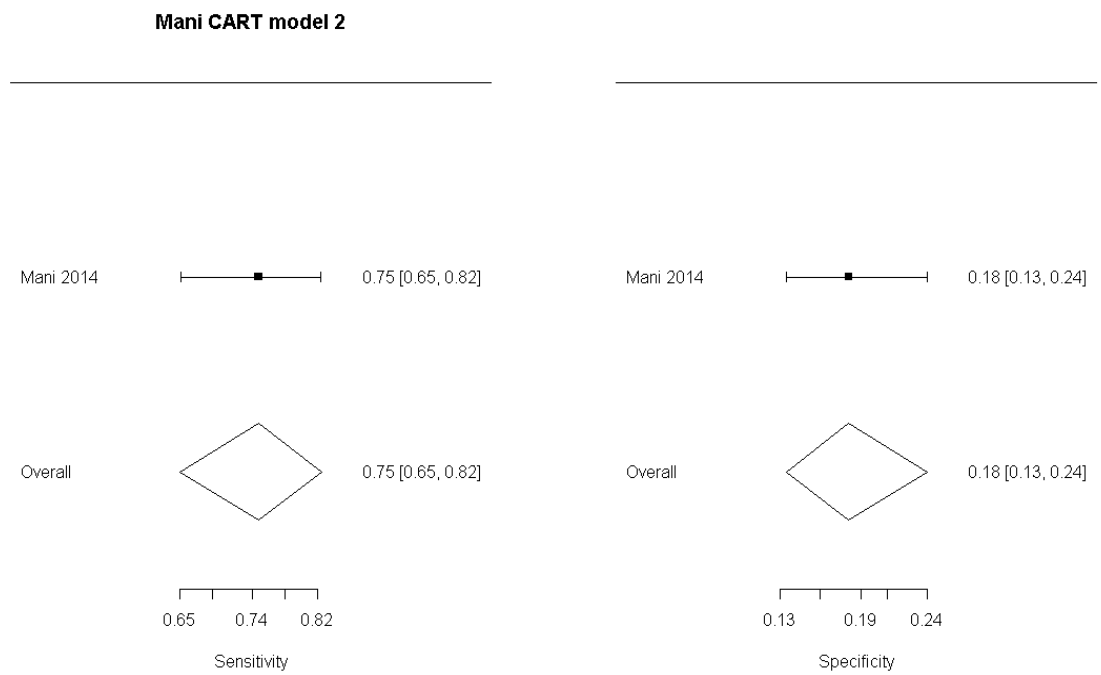 Mani CART model 2
Mani 2014 0.75 [0.65, 0.82] Mani 2014 0.18 [0.13, 0.24]
Overall 0.75 [0.65, 0.82] Overall 0.18 [0.13, 0.24]
0.65 0.74 0.82 0.13 0.19 0.24
Sensitivity Specificity